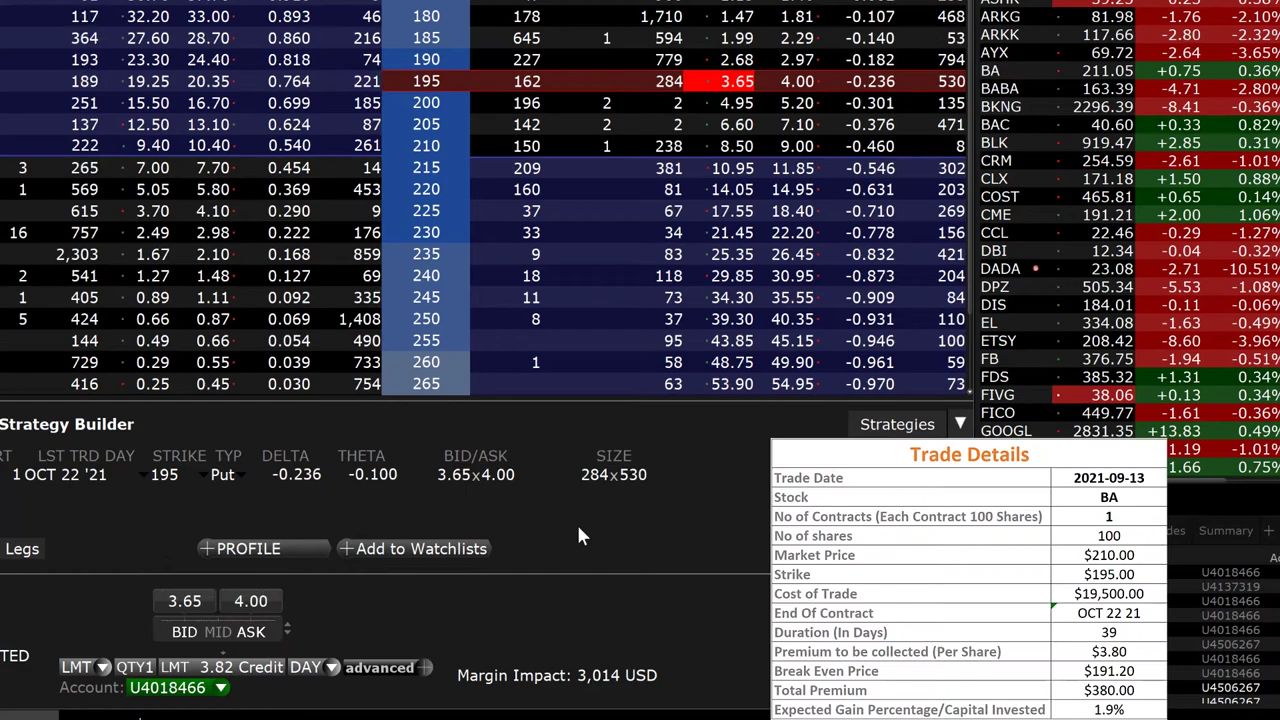 117 32.20 33.00 0.893 46 180 178 1,710 1.47 1.81 -0.107 468
364 27.60 28.70 0.860 216 185 645 1 594 1.99 2.29 -0.140 53
193 23.30 24.40 0.818 74 190 227 779 2.68 2.97 -0.182 794
189 19.25 20.35 0.764 221 195 162 284 3.65 4.00 -0.236 530
251 15.50 16.70 0.699 185 200 196 2 2 4.95 5.20 -0.301 135
137 12.50 13.10 0.624 87 205 142 2 2 6.60 7.10 -0.376 471
222 9.40 10.40 0.540 261 210 150 1 238 8.50 9.00 -0.460 8
3 265 7.00 7.70 0.454 14 215 209 381 10.95 11.85 -0.546 302
1 569 5.05 5.80 0.369 453 220 160 81 14.05 14.95 -0.631 203
615 3.70 4.10 0.290 9 225 37 67 17.55 18.40 -0.710 269
16 757 2.49 2.98 0.222 176 230 33 34 21.45 22.20 -0.778 156
2,303 1.67 2.10 0.168 859 235 9 83 25.35 26.45 -0.832 421
2 541 1.27 1.48 0.127 69 240 18 118 29.85 30.95 -0.873 204
1 405 0.89 1.11 0.092 335 245 11 73 34.30 35.55 -0.909 84
5 424 0.66 0.87 0.069 1,408 250 8 37 39.30 40.35 -0.931 110
144 0.49 0.66 0.054 490 255 95 43.85 45.15 -0.946 100
729 0.29 0.55 0.039 733 260 1 58 48.75 49.90 -0.961 59
416 0.25 0.45 0.030 754 265 63 53.90 54.95 -0.970 73
ARKG 81.98 -1.76 -2.10%
ARKK 117.66 -2.80 -2.32%
AYX 69.72 -2.64 -3.65%
BA 211.05 +0.75 0.36%
BABA 163.39 -4.71 -2.80%
BKNG 2296.39 -8.41 -0.36%
BAC 40.60 +0.33 0.82%
BLK 919.47 +2.85 0.31%
CRM 254.59 -2.61 -1.01%
CLX 171.18 +1.50 0.88%
COST 465.81 +0.65 0.14%
CME 191.21 +2.00 1.06%
CCL 22.46 -0.29 -1.27%
DBI 12.34 -0.04 -0.32%
DADA 23.08 -2.71 -10.51%
DPZ 505.34 -5.53 -1.08%
DIS 184.01 -0.11 -0.06%
EL 334.08 -1.63 -0.49%
ETSY 208.42 -8.60 -3.96%
FB 376.75 -1.94 -0.51%
FDS 385.32 +1.31 0.34%
FIVG 38.06 +0.13 0.34%
FICO 449.77 -1.61 -0.36%
GOOGL 2831.35 +13.83 0.49%
1.19 -1.01%
1.66 0.75%
Strategy Builder Strategies
RT LST TRD DAY STRIKE TYP DELTA THETA BID/ASK SIZE
1 OCT 22 '21 195 Put -0.236 -0.100 3.65x4.00 284x530
Legs +PROFILE +Add to Watchlists
3.65 4.00
BID MID ASK
TED
LMT QTY1 LMT 3.82 Credit DAY advanced +
Margin Impact: 3,014 USD
Account: U4018466
Trade Details
Trade Date 2021-09-13
Stock BA
No of Contracts (Each Contract 100 Shares) 1
No of shares 100
Market Price $210.00
Strike $195.00
Cost of Trade $19,500.00
End Of Contract OCT 22 21
Duration (In Days) 39
Premium to be collected (Per Share) $3.80
Break Even Price $191.20
Total Premium $380.00
Expected Gain Percentage/Capital Invested 1.9%
des Summary
U4018466
U4137319
U4018466
U4018466
U4018466
U4506267
U4018466
U4018466
U4506267